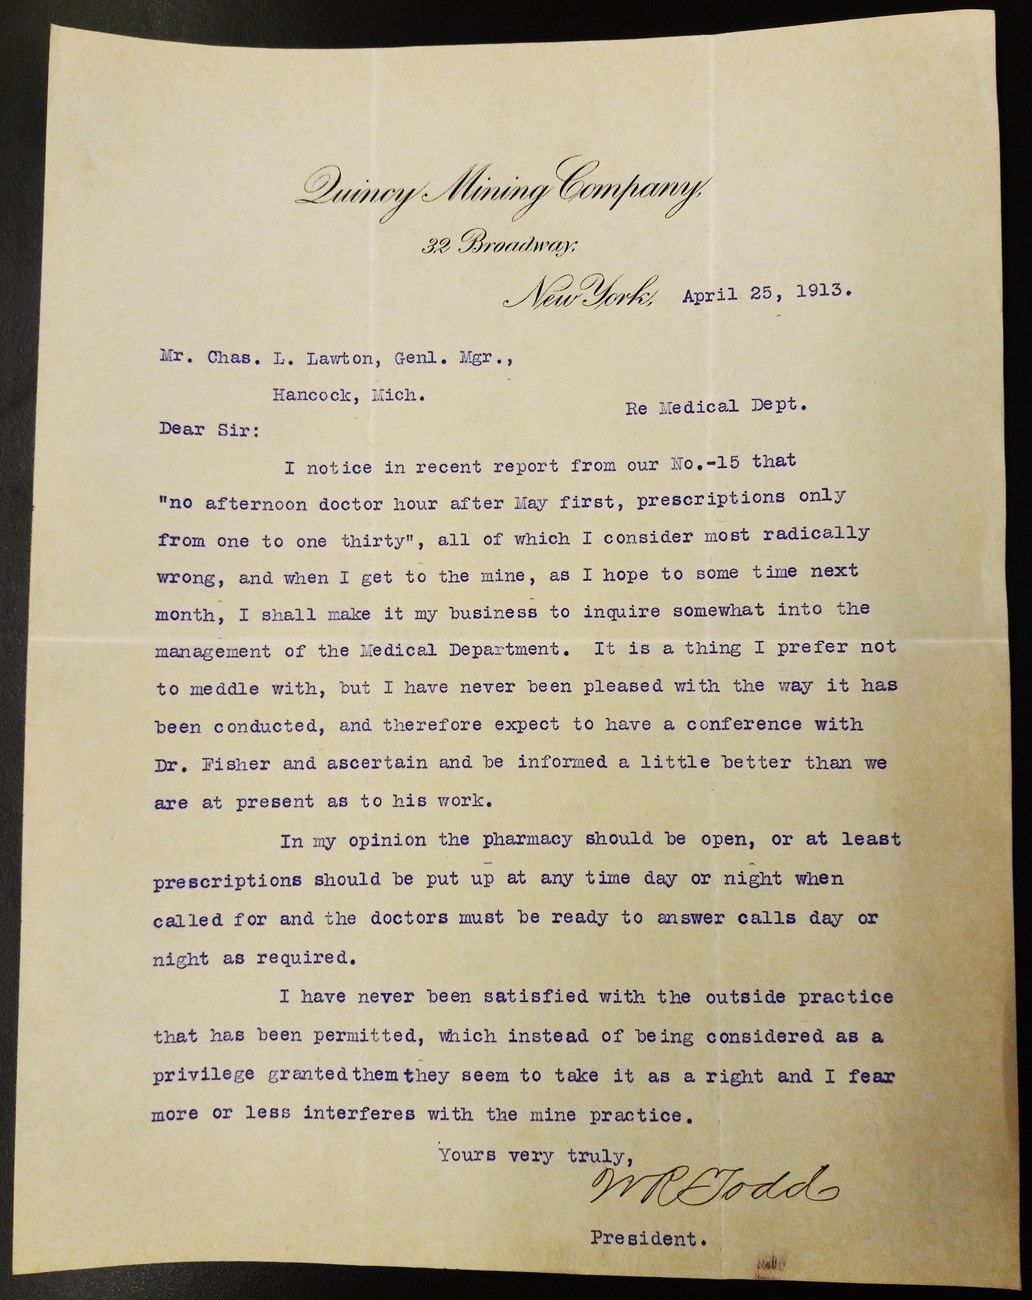 Quincy Mining Company,
32 Broadway,
New York, April 25, 1913.
Mr. Chas. L. Lawton, Genl. Mgr.,
Hancock, Mich.
Re Medical Dept.
Dear Sir:
I notice in recent report from our No.-15 that
"no afternoon doctor hour after May first, prescriptions only
from one to one thirty", all of which I consider most radically
wrong, and when I get to the mine, as I hope to some time next
month, I shall make it my business to inquire somewhat into the
management of the Medical Department. It is a thing I prefer not
to meddle with, but I have never been pleased with the way it has
been conducted, and therefore expect to have a conference with
Dr. Fisher and ascertain and be informed a little better than we
are at present as to his work.
In my opinion the pharmacy should be open, or at least
prescriptions should be put up at any time day or night when
called for and the doctors must be ready to answer calls day or
night as required.
I have never been satisfied with the outside practice
that has been permitted, which instead of being considered as a
privilege granted them they seem to take it as a right and I fear
more or less interferes with the mine practice.
Yours very truly,
W R Todd
President.